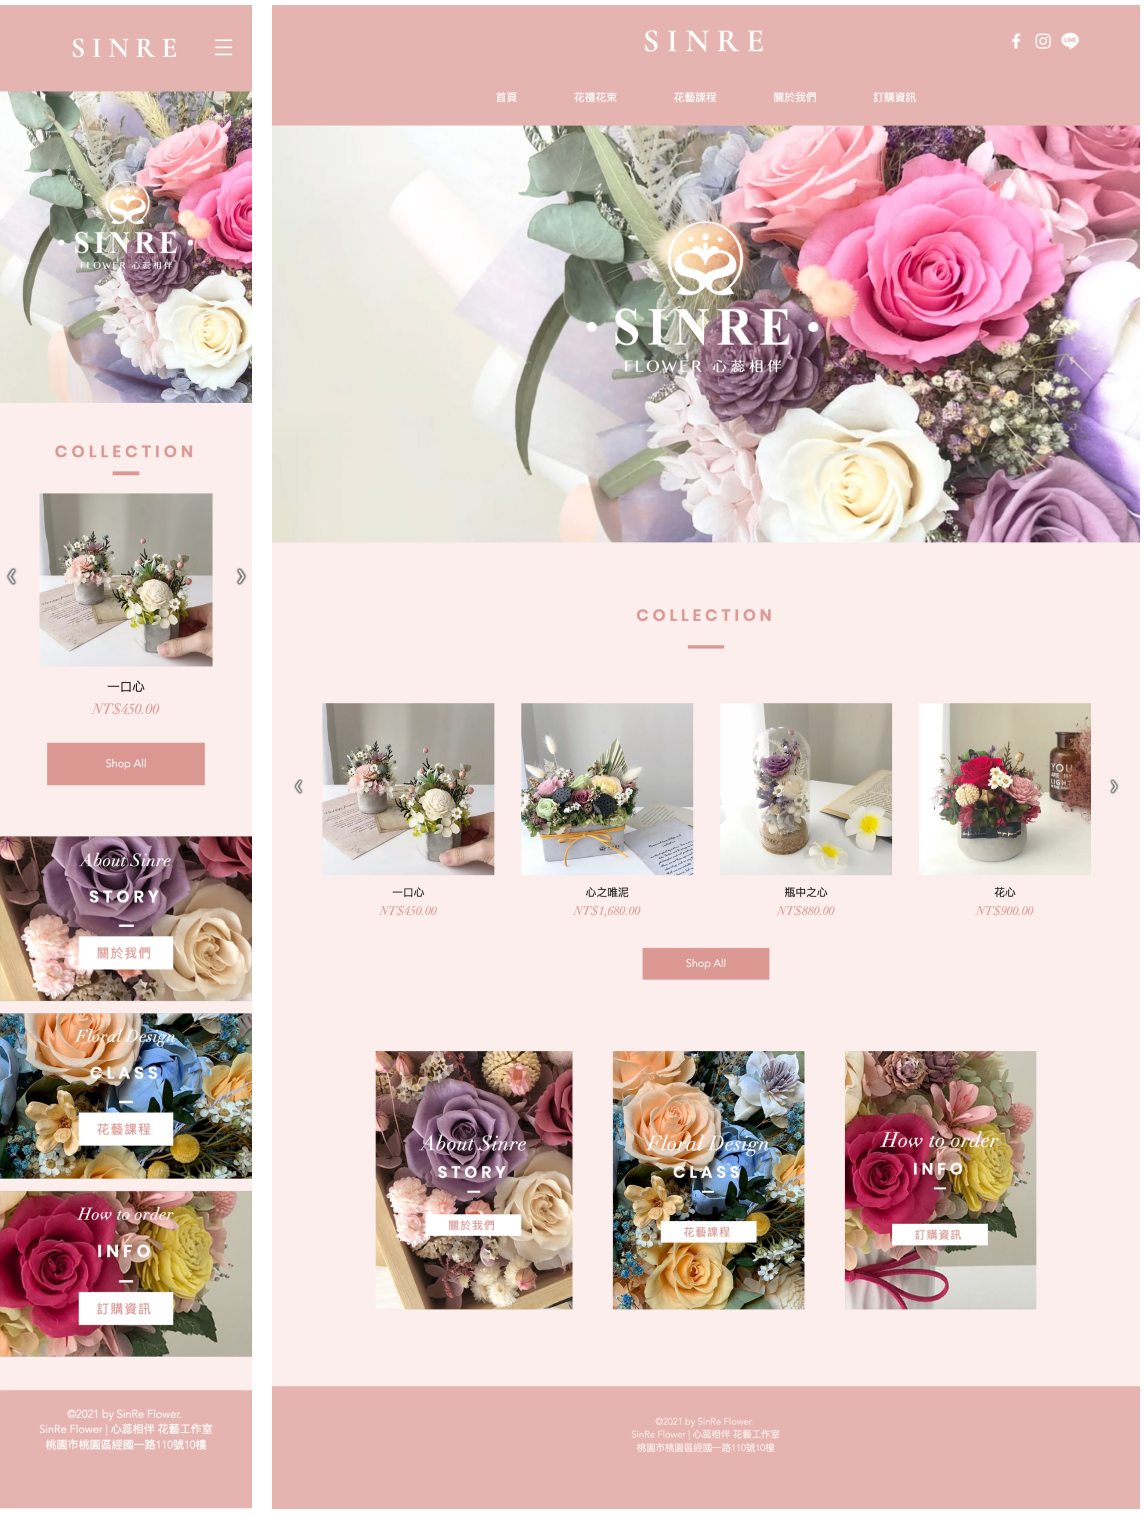 SINRE
SINRE
FLOWER 心蕊相伴
COLLECTION
一口心
NT$450.00
Shop All
About Sinre
STORY
關於我們
Floral Design
CLASS
花藝課程
How to order
INFO
訂購資訊
©2021 by SinRe Flower.
SinRe Flower | 心蕊相伴 花藝工作室
桃園市桃園區經國一路110號10樓
SINRE
LINE
首頁 花禮花束 花藝課程 關於我們 訂購資訊
SINRE
FLOWER 心蕊相伴
COLLECTION
YOU
ARE MY
LIGHT
一口心 心之唯泥 瓶中之心 花心
NT$450.00 NT$1,680.00 NT$880.00 NT$900.00
Shop All
About Sinre
STORY
關於我們
Floral Design
CLASS
花藝課程
How to order
INFO
訂購資訊
©2021 by SinRe Flower.
SinRe Flower | 心蕊相伴 花藝工作室
桃園市桃園區經國一路110號10樓